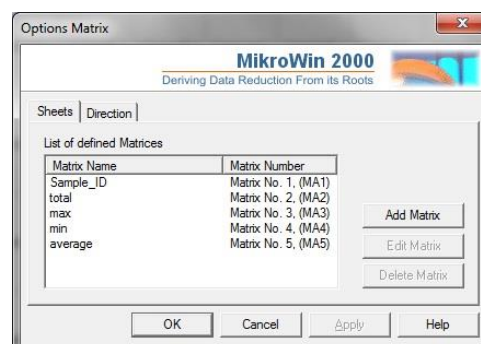 Options Matrix
MikroWin 2000
Deriving Data Reduction From its Roots
Sheets Direction
List of defined Matrices
Matrix Name Matrix Number
Sample_ID Matrix No. 1, (MA1)
total Matrix No. 2, (MA2)
max Matrix No. 3, (MA3)
min Matrix No. 4, (MA4)
average Matrix No. 5, (MA5)
Add Matrix
Edit Matrix
Delete Matrix
OK Cancel Apply Help